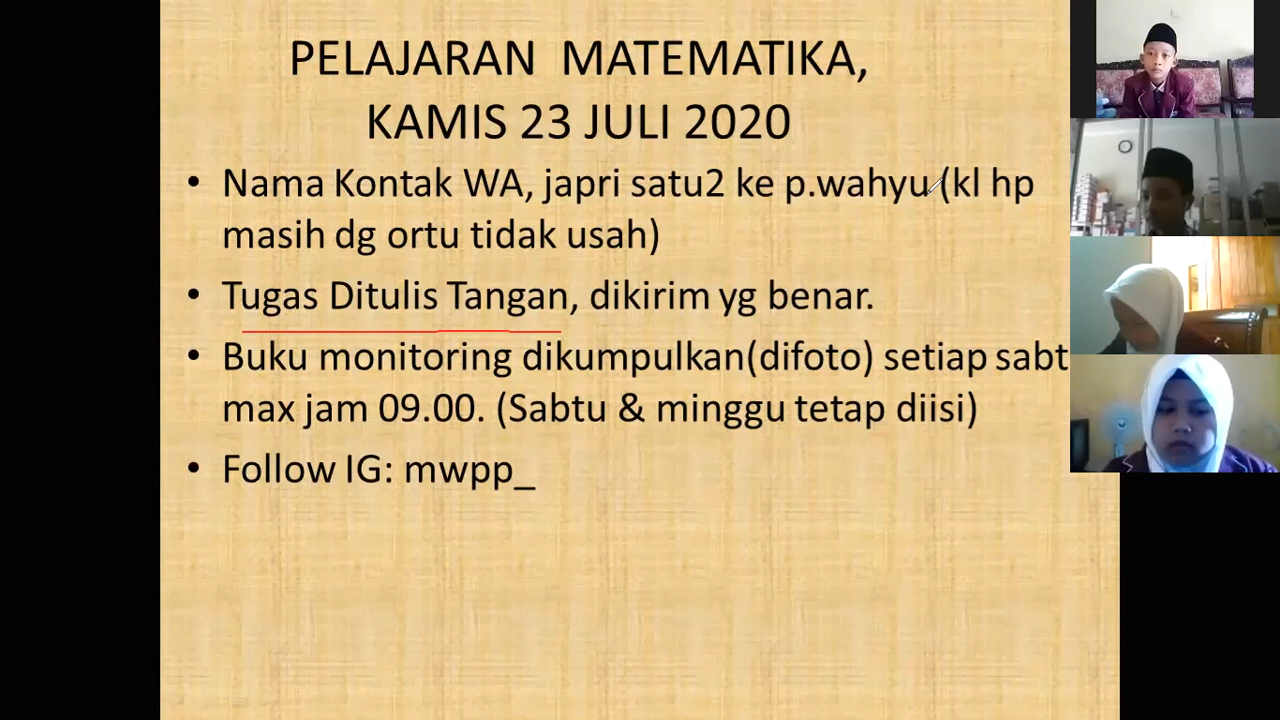 PELAJARAN MATEMATIKA,
KAMIS 23 JULI 2020
• Nama Kontak WA, japri satu2 ke p.wahyu (kl hp
masih dg ortu tidak usah)
• Tugas Ditulis Tangan, dikirim yg benar.
• Buku monitoring dikumpulkan(difoto) setiap sabt
max jam 09.00. (Sabtu & minggu tetap diisi)
• Follow IG: mwpp_